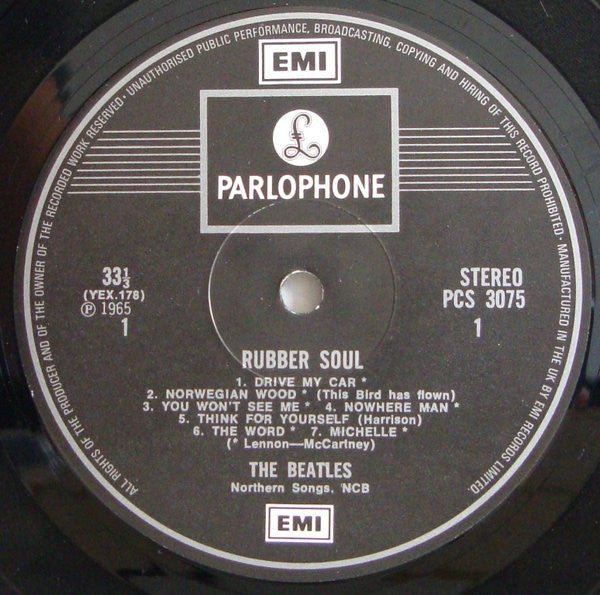 ALL RIGHTS OF THE PRODUCER AND OF THE OWNER OF THE RECORDED WORK RESERVED · UNAUTHORISED PUBLIC PERFORMANCE, BROADCASTING, COPYING AND HIRING OF THIS RECORD PROHIBITED · MANUFACTURED IN THE UK BY EMI RECORDS LIMITED.
EMI
£
PARLOPHONE
33⅓
(YEX.178)
Ⓟ 1965
1
STEREO
PCS 3075
1
RUBBER SOUL
1. DRIVE MY CAR *
2. NORWEGIAN WOOD * (This Bird has flown)
3. YOU WON'T SEE ME * 4. NOWHERE MAN *
5. THINK FOR YOURSELF (Harrison)
6. THE WORD * 7. MICHELLE *
(* Lennon—McCartney)
THE BEATLES
Northern Songs. NCB
EMI